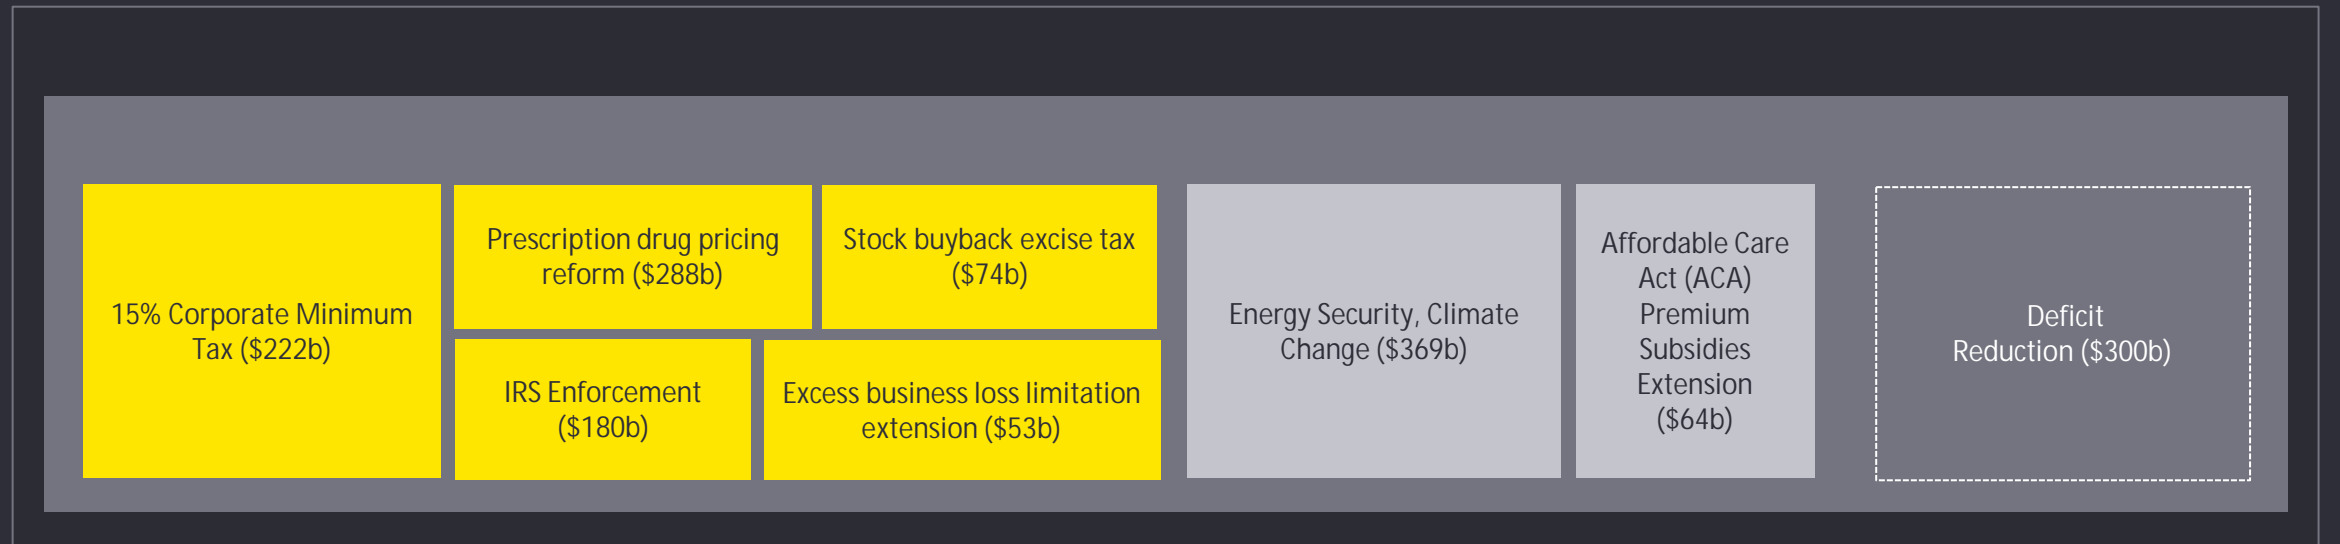 15% Corporate Minimum
Tax ($222b)
Prescription drug pricing
reform ($288b)
Stock buyback excise tax
($74b)
IRS Enforcement
($180b)
Excess business loss limitation
extension ($53b)
Energy Security, Climate
Change ($369b)
Affordable Care
Act (ACA)
Premium
Subsidies
Extension
($64b)
Deficit
Reduction ($300b)